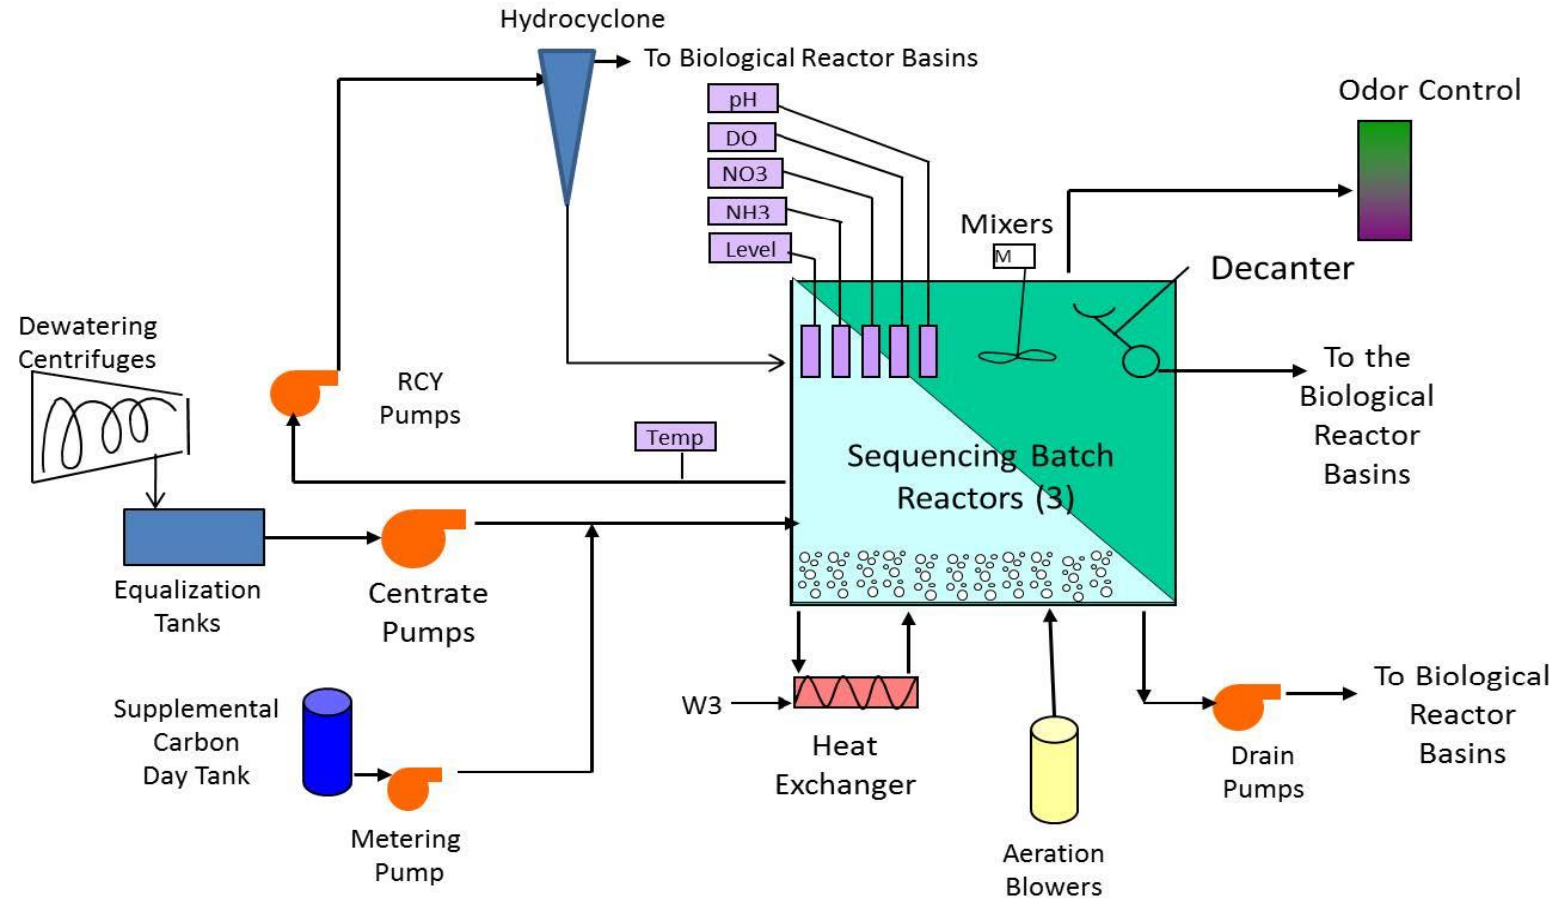 Hydrocyclone
To Biological Reactor Basins
pH
DO
NO3
NH3
Level
Mixers
M
Odor Control
Decanter
To the
Biological
Reactor
Basins
Dewatering
Centrifuges
RCY
Pumps
Temp
Sequencing Batch
Reactors (3)
Equalization
Tanks
Centrate
Pumps
Supplemental
Carbon
Day Tank
Metering
Pump
W3
Heat
Exchanger
Aeration
Blowers
Drain
Pumps
To Biological
Reactor
Basins